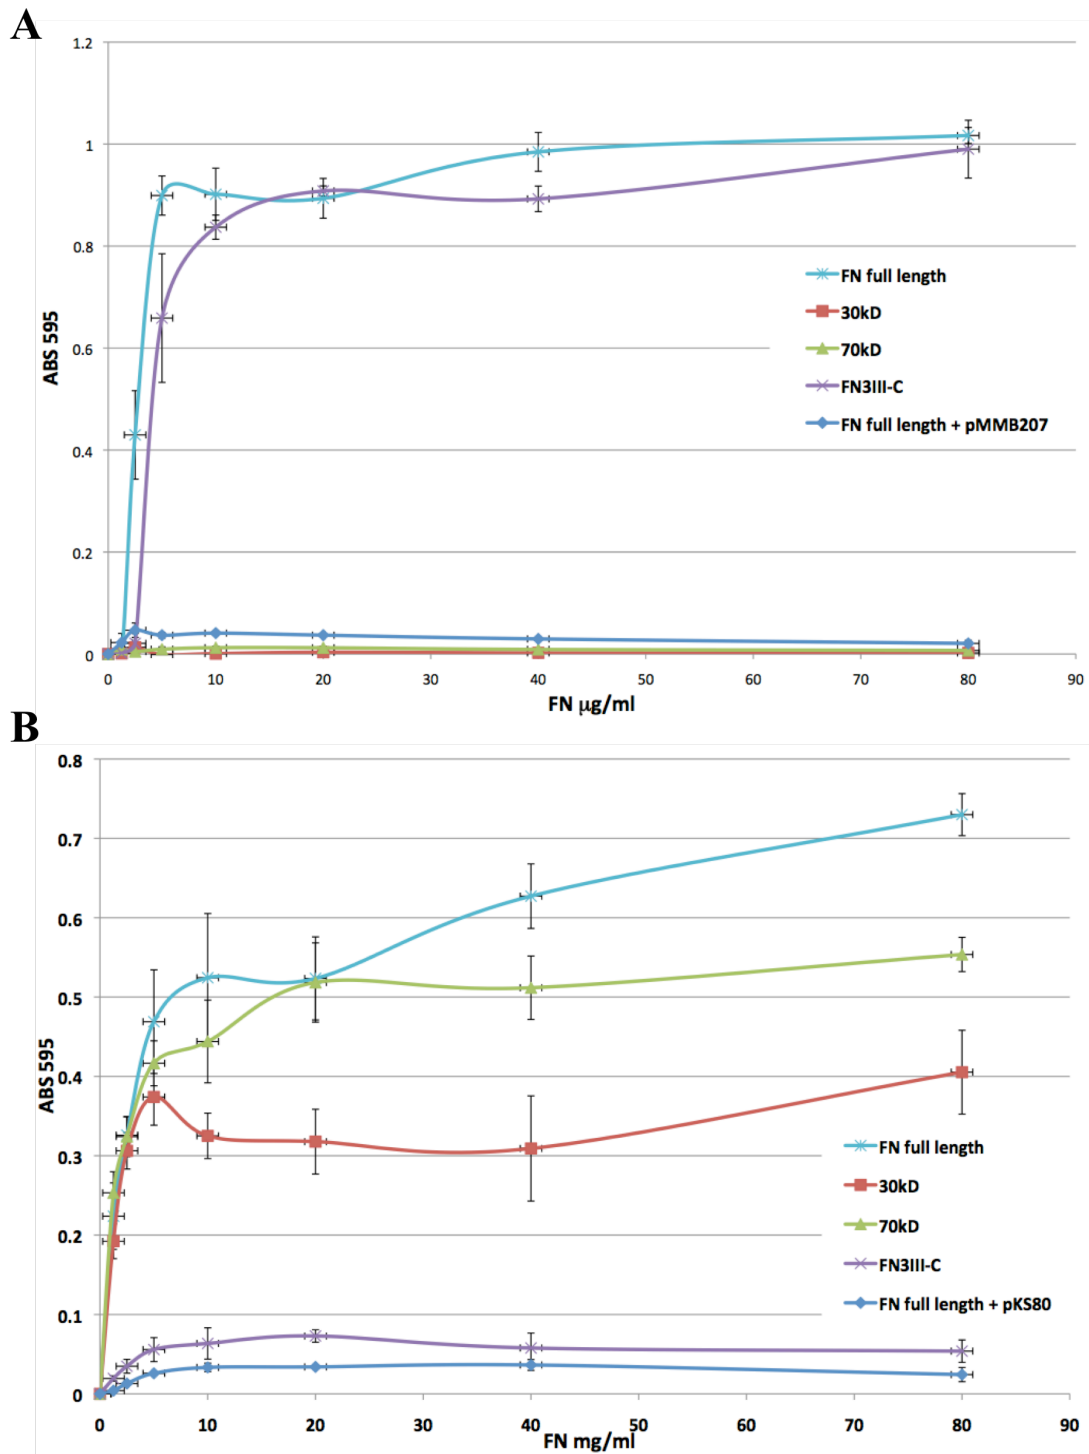 A
1.2
1
0.8
0.6
0.4
0.2
0
ABS 595
FN full length
30kD
70kD
FN3III-C
FN full length + pMMB207
0 10 20 30 40 50 60 70 80 90
FN μg/ml
B
0.8
0.7
0.6
0.5
0.4
0.3
0.2
0.1
0
ABS 595
FN full length
30kD
70kD
FN3III-C
FN full length + pKS80
0 10 20 30 40 50 60 70 80 90
FN mg/ml